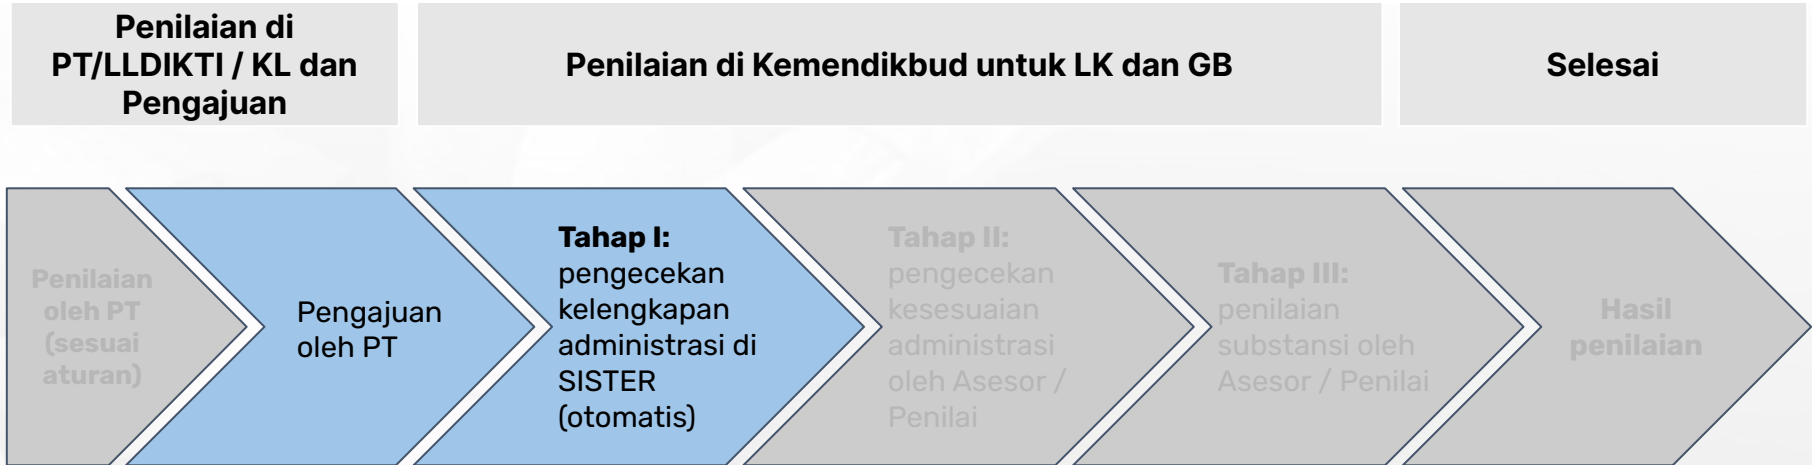 Penilaian di
PT/LLDIKTI / KL dan
Pengajuan
Penilaian di Kemendikbud untuk LK dan GB
Selesai
Penilaian
oleh PT
(sesuai
aturan)
Pengajuan
oleh PT
Tahap I:
pengecekan
kelengkapan
administrasi di
SISTER
(otomatis)
Tahap II:
pengecekan
kesesuaian
administrasi
oleh Asesor /
Penilai
Tahap III:
penilaian
substansi oleh
Asesor / Penilai
Hasil
penilaian